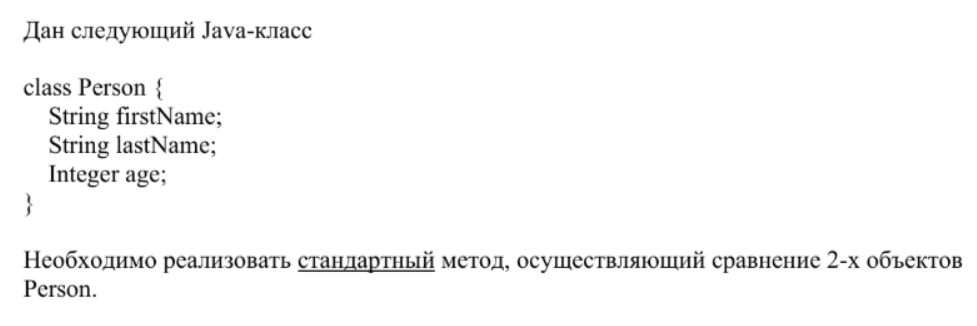 Дан следующий Java-класс
class Person {
String firstName;
String lastName;
Integer age;
}
Необходимо реализовать стандартный метод, осуществляющий сравнение 2-х объектов
Person.